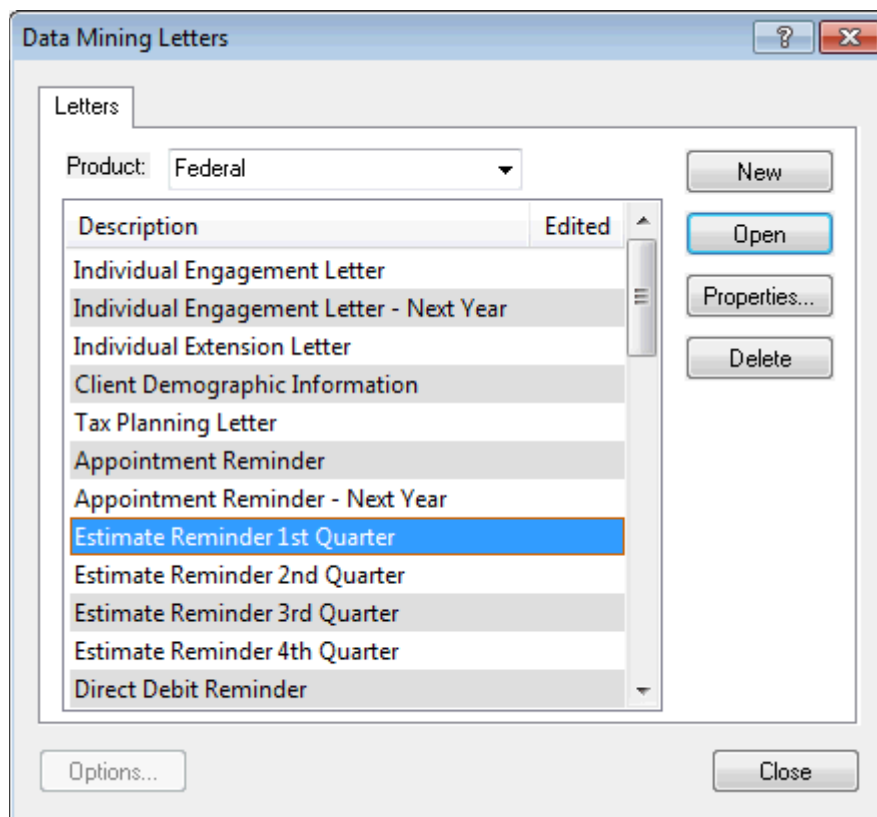 Data Mining Letters
Letters
Product: Federal
New
Description Edited
Open
Individual Engagement Letter
Individual Engagement Letter - Next Year
Properties...
Individual Extension Letter
Delete
Client Demographic Information
Tax Planning Letter
Appointment Reminder
Appointment Reminder - Next Year
Estimate Reminder 1st Quarter
Estimate Reminder 2nd Quarter
Estimate Reminder 3rd Quarter
Estimate Reminder 4th Quarter
Direct Debit Reminder
Options...
Close